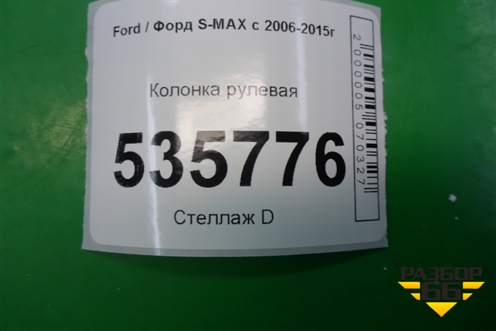 Ford / Форд S-MAX с 2006-2015г
Колонка рулевая
535776
Стеллаж D
2000005070327
РАЗБОР
66